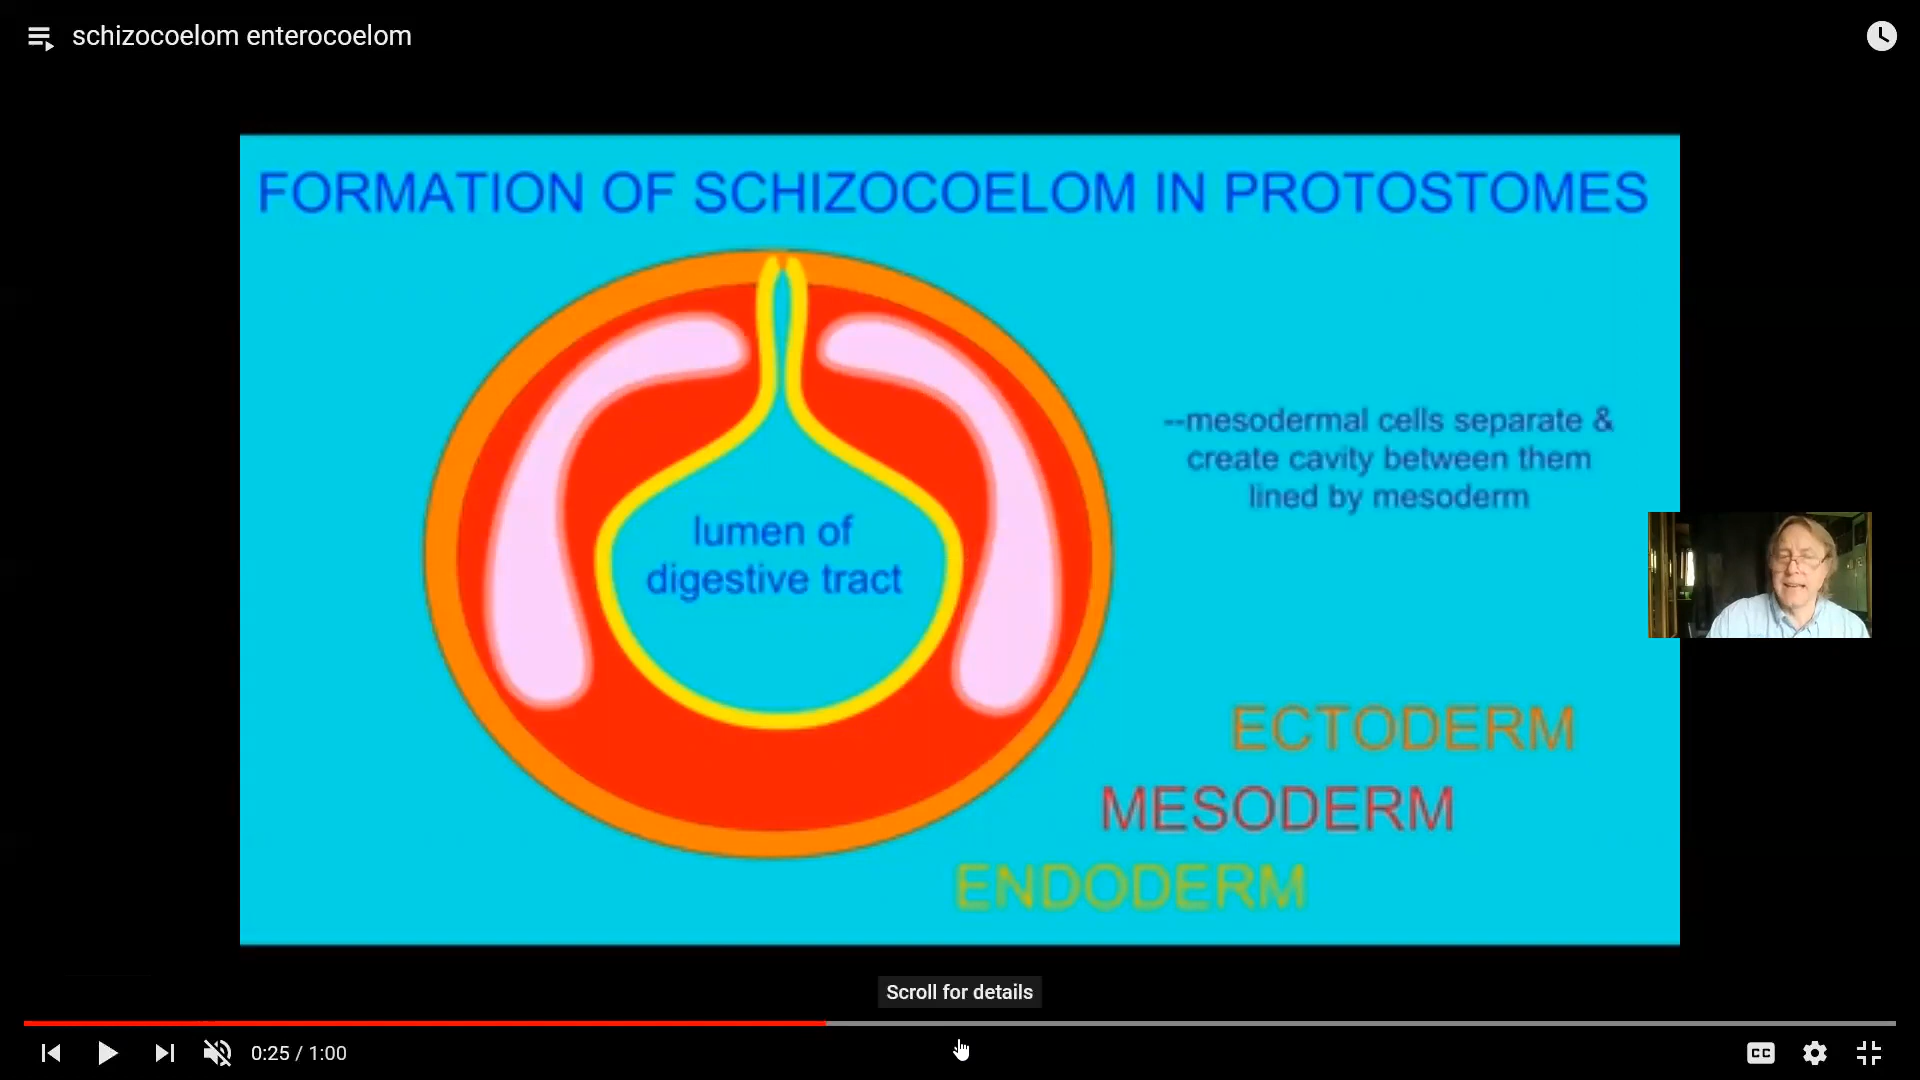 schizocoelom enterocoelom
FORMATION OF SCHIZOCOELOM IN PROTOSTOMES
--mesodermal cells separate &
create cavity between them
lined by mesoderm
lumen of
digestive tract
ECTODERM
MESODERM
ENDODERM
Scroll for details
0:25 / 1:00
CC